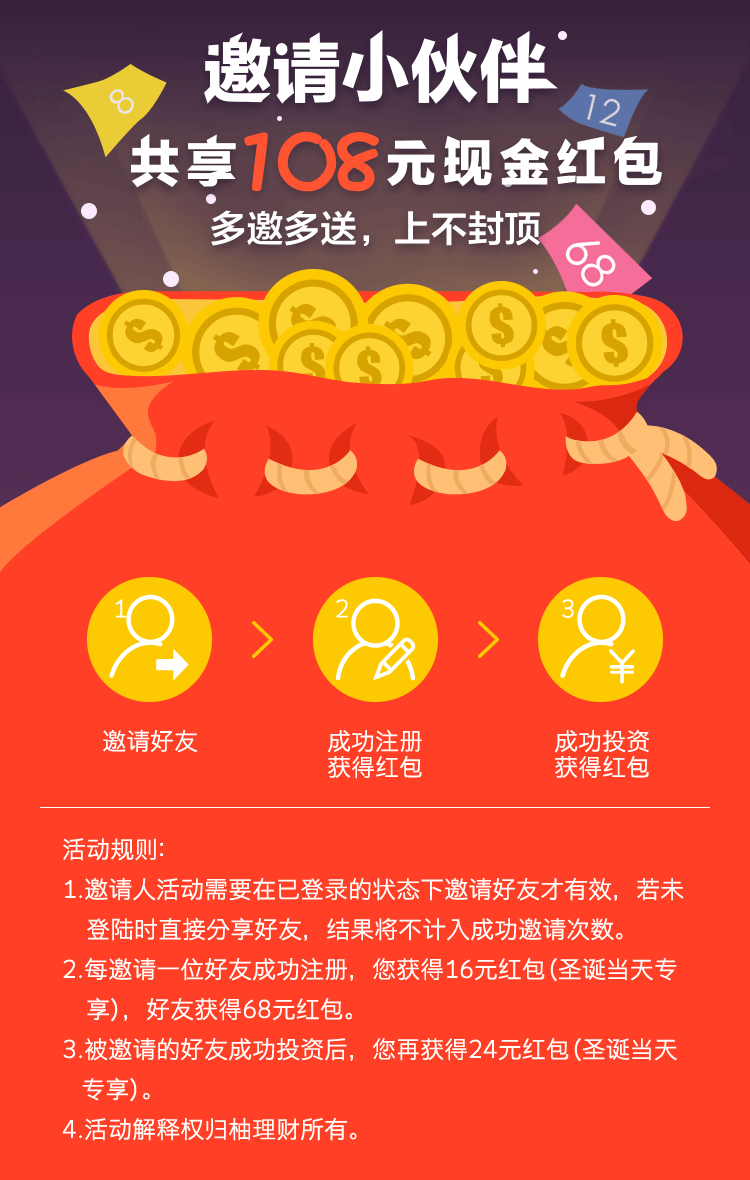 邀请小伙伴
8
12
共享108元现金红包
多邀多送，上不封顶
68
$ $ $ $ $ $ $ $ $
1
2
3
¥
邀请好友
成功注册
获得红包
成功投资
获得红包
活动规则:
1.邀请人活动需要在已登录的状态下邀请好友才有效，若未
登陆时直接分享好友，结果将不计入成功邀请次数。
2.每邀请一位好友成功注册，您获得16元红包(圣诞当天专
享)，好友获得68元红包。
3.被邀请的好友成功投资后，您再获得24元红包(圣诞当天
专享)。
4.活动解释权归柚理财所有。